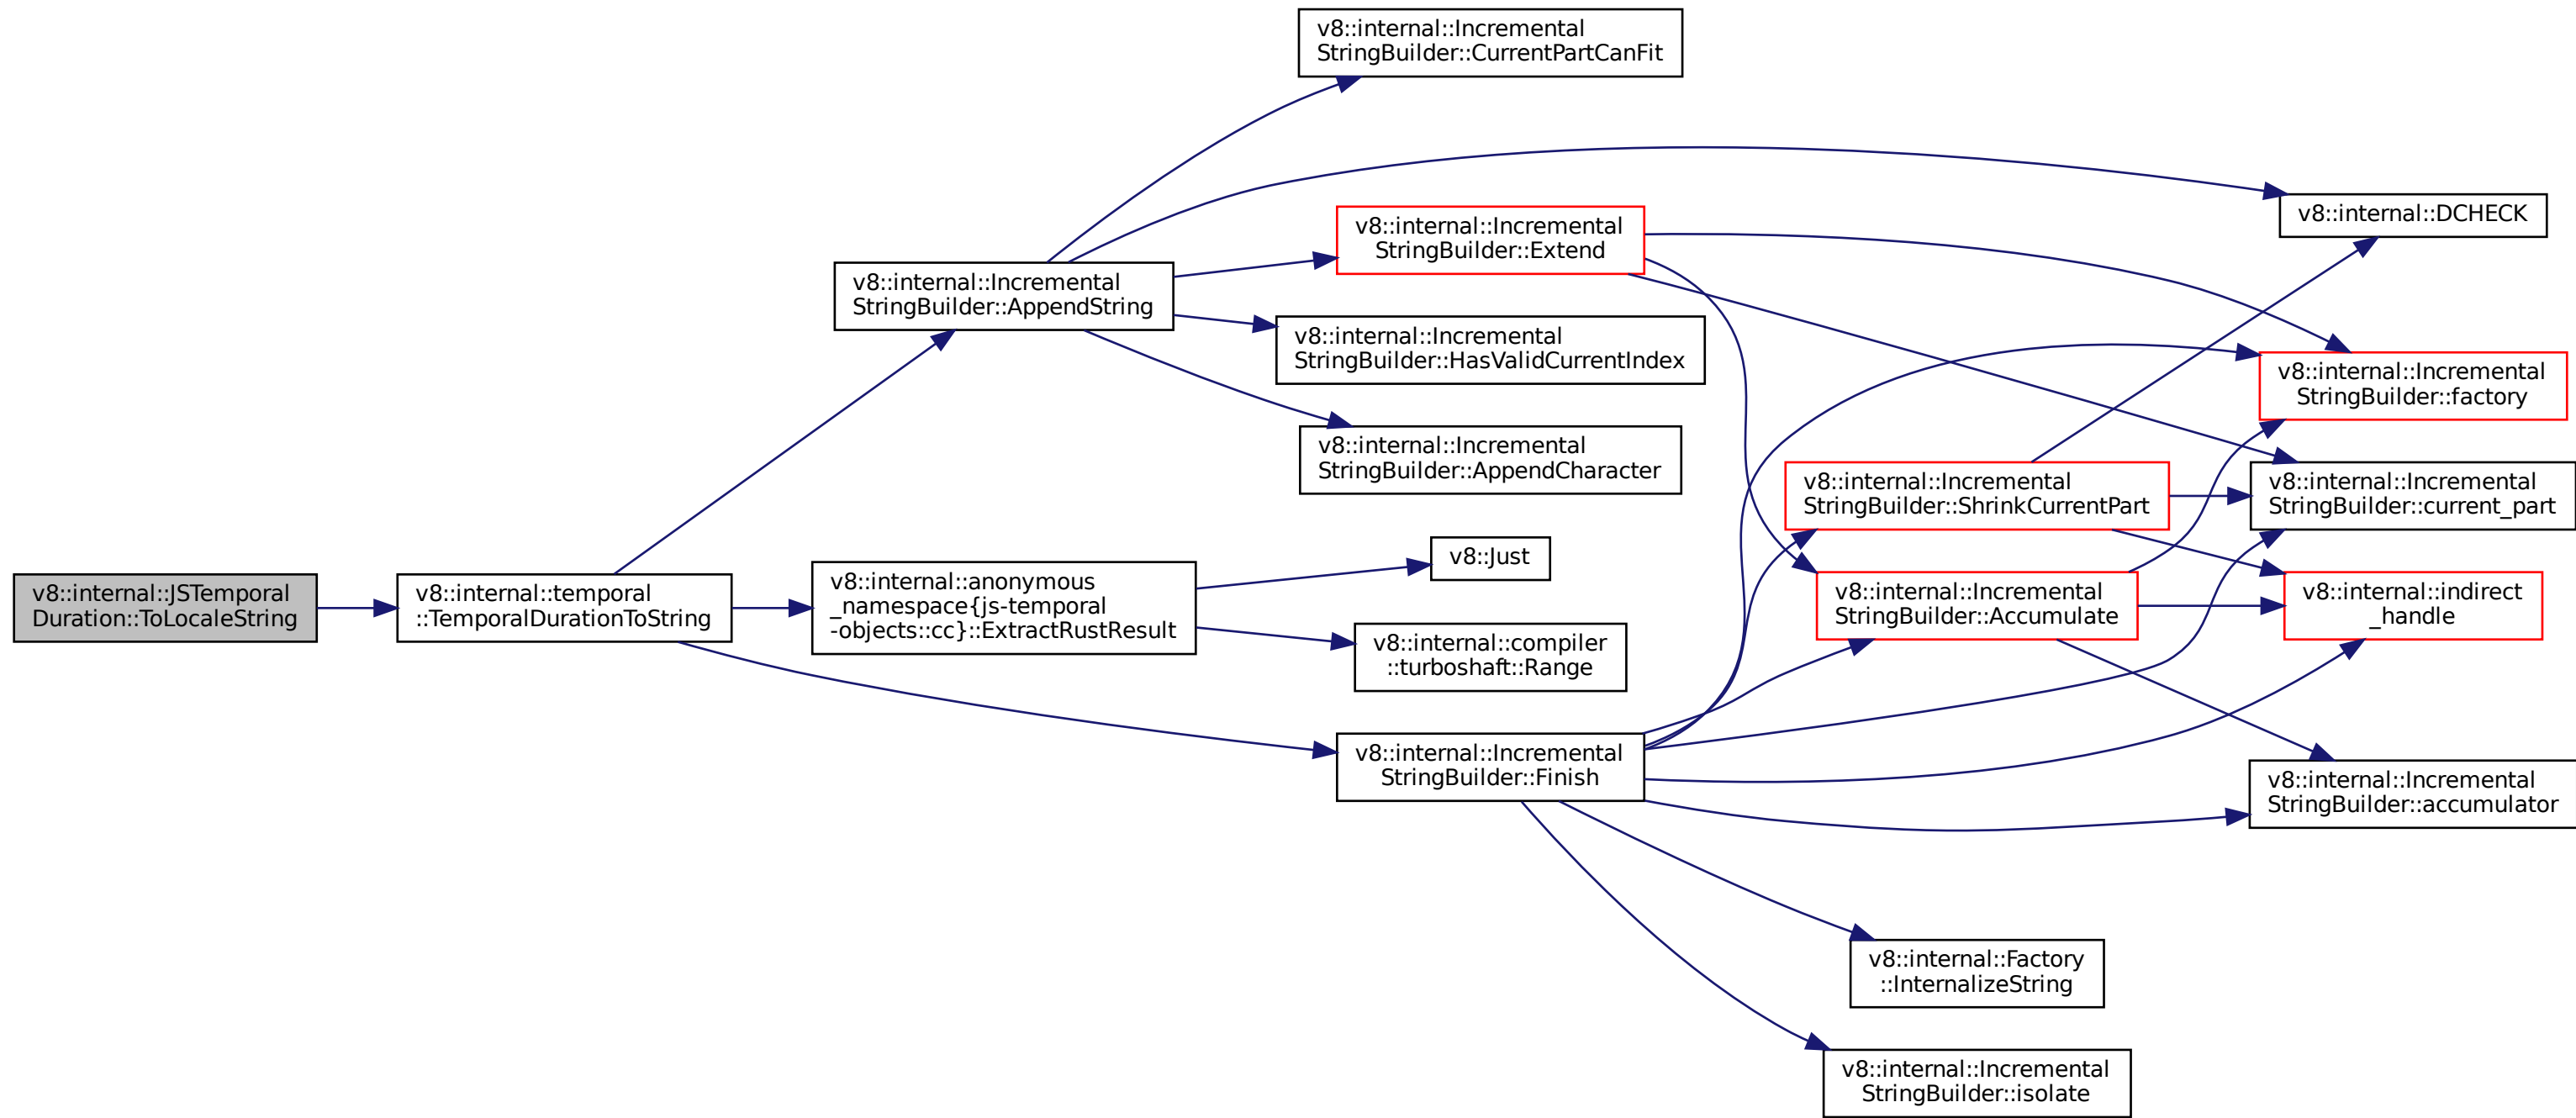 v8::internal::JSTemporal
Duration::ToLocaleString
v8::internal::temporal
::TemporalDurationToString
v8::internal::Incremental
StringBuilder::AppendString
v8::internal::anonymous
_namespace{js-temporal
-objects::cc}::ExtractRustResult
v8::internal::Incremental
StringBuilder::CurrentPartCanFit
v8::internal::Incremental
StringBuilder::Extend
v8::internal::Incremental
StringBuilder::HasValidCurrentIndex
v8::internal::Incremental
StringBuilder::AppendCharacter
v8::Just
v8::internal::compiler
::turboshaft::Range
v8::internal::Incremental
StringBuilder::Finish
v8::internal::Incremental
StringBuilder::ShrinkCurrentPart
v8::internal::Incremental
StringBuilder::Accumulate
v8::internal::Factory
::InternalizeString
v8::internal::Incremental
StringBuilder::isolate
v8::internal::DCHECK
v8::internal::Incremental
StringBuilder::factory
v8::internal::Incremental
StringBuilder::current_part
v8::internal::indirect
_handle
v8::internal::Incremental
StringBuilder::accumulator